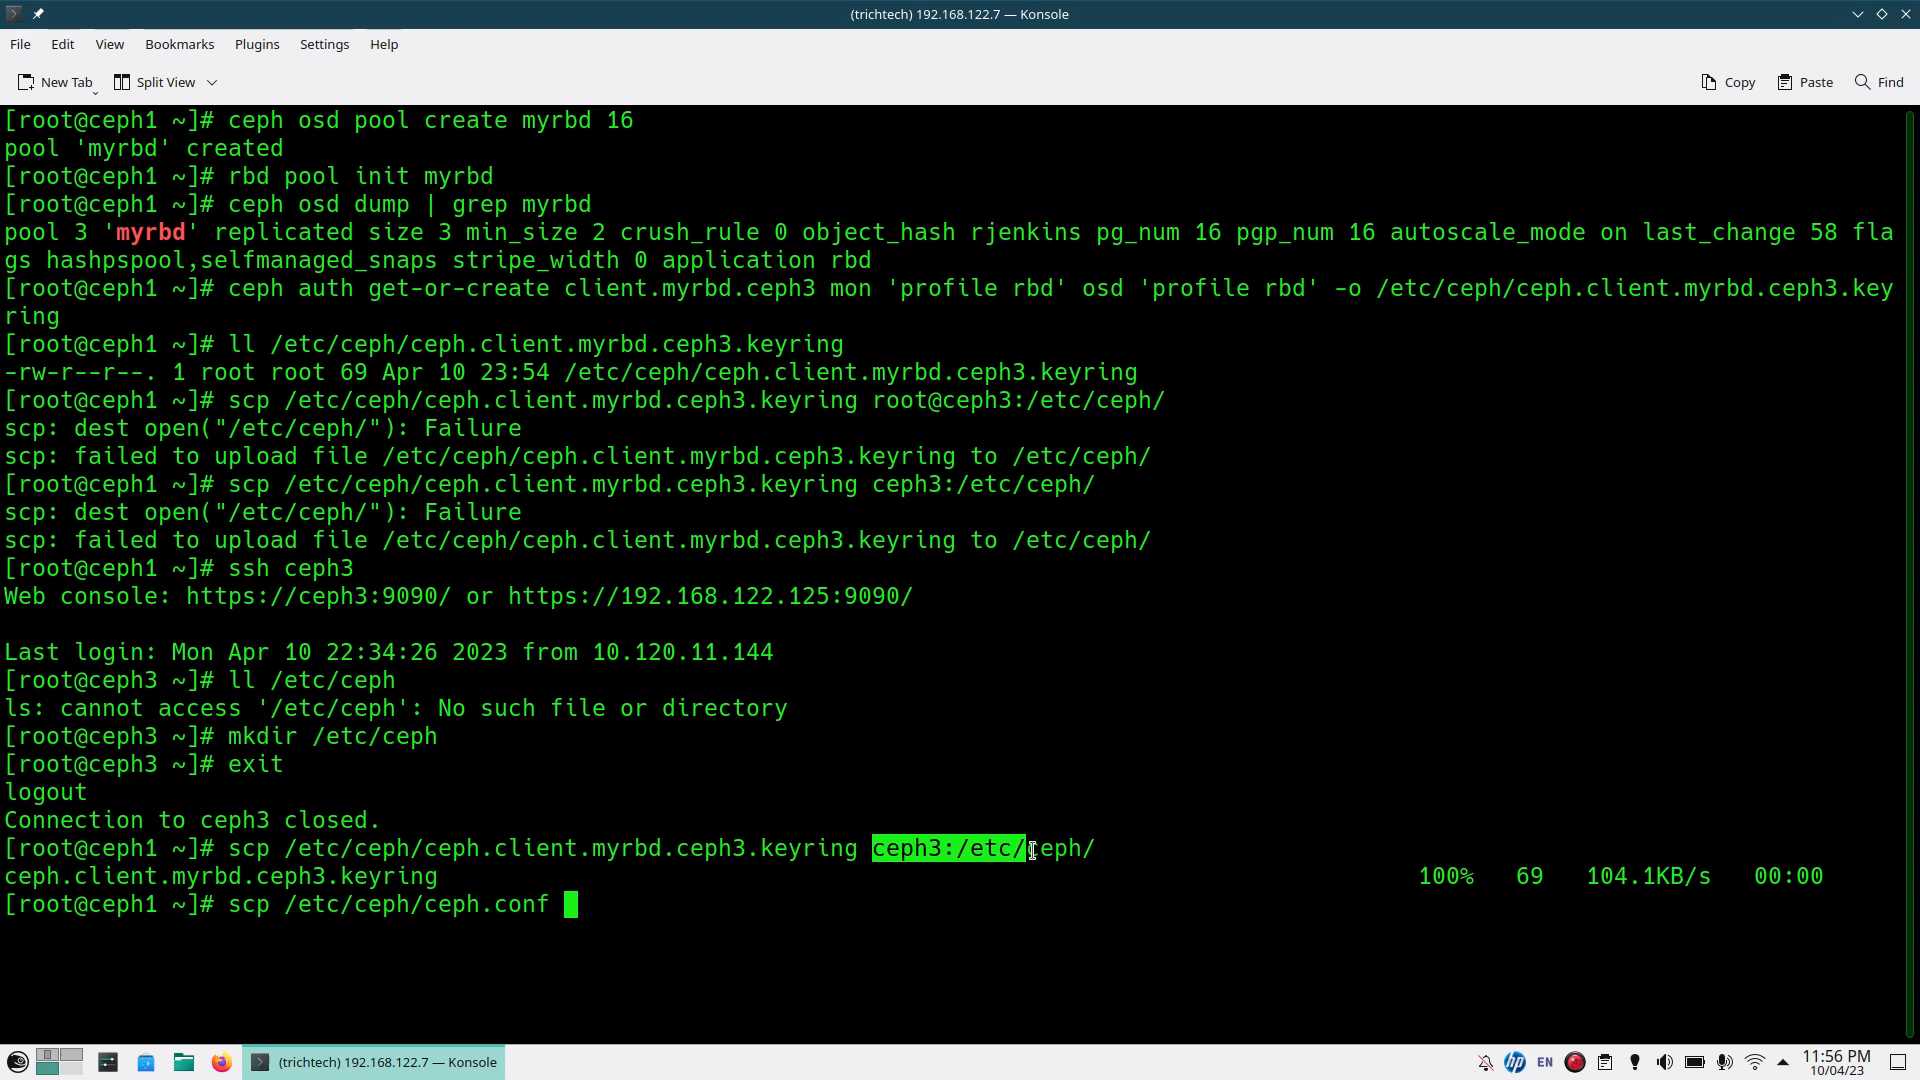 (trichtech) 192.168.122.7 — Konsole
File Edit View Bookmarks Plugins Settings Help
New Tab Split View Copy Paste Find
[root@ceph1 ~]# ceph osd pool create myrbd 16
pool 'myrbd' created
[root@ceph1 ~]# rbd pool init myrbd
[root@ceph1 ~]# ceph osd dump | grep myrbd
pool 3 'myrbd' replicated size 3 min_size 2 crush_rule 0 object_hash rjenkins pg_num 16 pgp_num 16 autoscale_mode on last_change 58 fla
gs hashpspool,selfmanaged_snaps stripe_width 0 application rbd
[root@ceph1 ~]# ceph auth get-or-create client.myrbd.ceph3 mon 'profile rbd' osd 'profile rbd' -o /etc/ceph/ceph.client.myrbd.ceph3.key
ring
[root@ceph1 ~]# ll /etc/ceph/ceph.client.myrbd.ceph3.keyring
-rw-r--r--. 1 root root 69 Apr 10 23:54 /etc/ceph/ceph.client.myrbd.ceph3.keyring
[root@ceph1 ~]# scp /etc/ceph/ceph.client.myrbd.ceph3.keyring root@ceph3:/etc/ceph/
scp: dest open("/etc/ceph/"): Failure
scp: failed to upload file /etc/ceph/ceph.client.myrbd.ceph3.keyring to /etc/ceph/
[root@ceph1 ~]# scp /etc/ceph/ceph.client.myrbd.ceph3.keyring ceph3:/etc/ceph/
scp: dest open("/etc/ceph/"): Failure
scp: failed to upload file /etc/ceph/ceph.client.myrbd.ceph3.keyring to /etc/ceph/
[root@ceph1 ~]# ssh ceph3
Web console: https://ceph3:9090/ or https://192.168.122.125:9090/
Last login: Mon Apr 10 22:34:26 2023 from 10.120.11.144
[root@ceph3 ~]# ll /etc/ceph
ls: cannot access '/etc/ceph': No such file or directory
[root@ceph3 ~]# mkdir /etc/ceph
[root@ceph3 ~]# exit
logout
Connection to ceph3 closed.
[root@ceph1 ~]# scp /etc/ceph/ceph.client.myrbd.ceph3.keyring ceph3:/etc/ceph/
ceph.client.myrbd.ceph3.keyring 100% 69 104.1KB/s 00:00
[root@ceph1 ~]# scp /etc/ceph/ceph.conf
(trichtech) 192.168.122.7 — Konsole
hp EN 11:56 PM
10/04/23